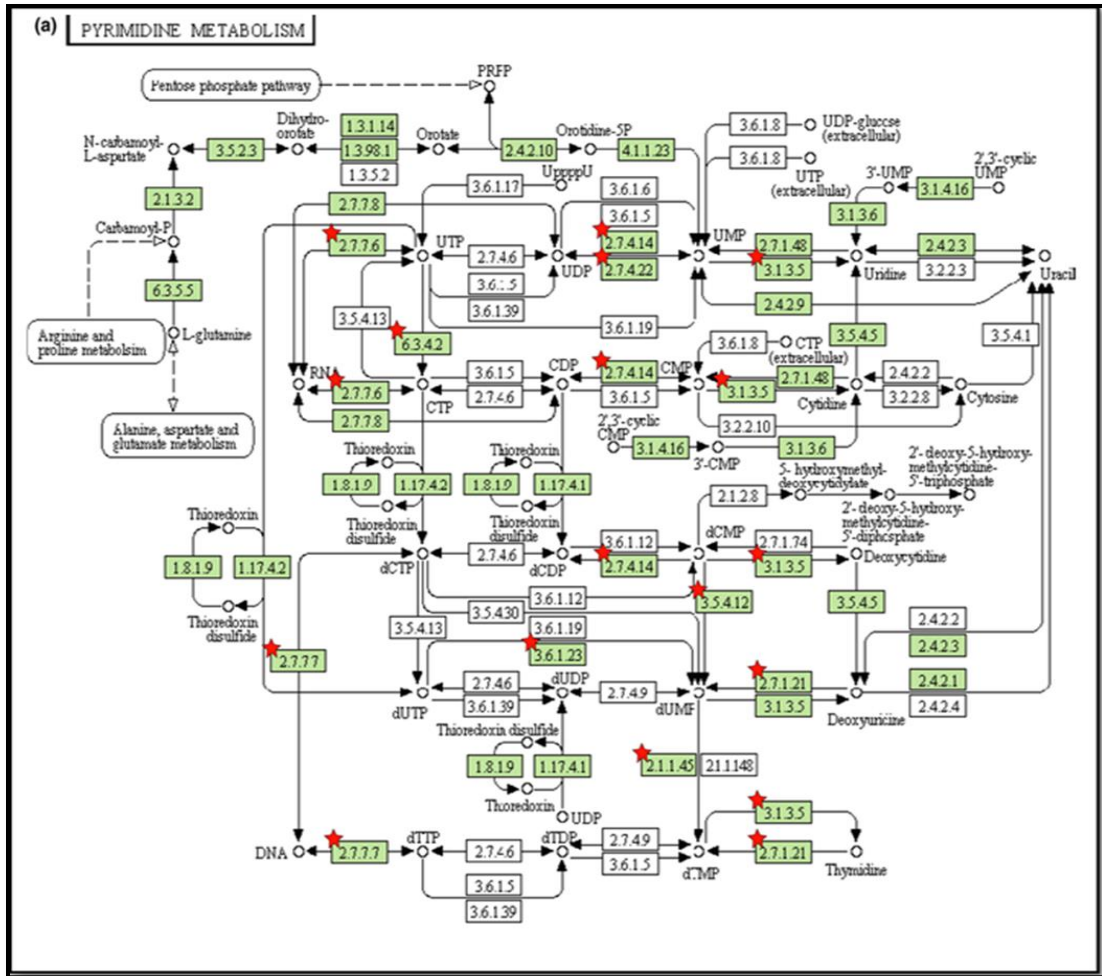 (a) PYRIMIDINE METABOLISM
PRFP
Pentose phosphate pathway
Dihydro-
orotate
1.3.1.14
Orotate
Orotidine-5P
3.6.1.8
UDP-gluccse
(extracellular)
N-carbamoyl-
L-aspartate
3.5.2.3
1.3.98.1
2.4.2.10
4.1.1.23
3.6.1.8
UTP
(extracellular)
1.3.5.2
UppppU
3'-UMP
2',3'-cyclic
UMP
3.1.4.16
3.6.1.17
3.6.1.6
2.1.3.2
2.7.7.8
3.6.1.5
3.1.3.6
Carbamoyl-P
2.7.7.6
UTP
2.7.4.6
UDP
2.7.4.14
UMP
2.7.1.48
Uridine
2.4.2.3
Uracil
2.7.4.22
3.1.3.5
3.2.2.3
6.3.5.5
3.6.1.5
3.6.1.39
2.4.2.9
3.5.4.13
3.6.1.19
Arginine and
proline metabolsim
L-glutamine
6.3.4.2
3.6.1.8
CTP
(extracellular)
3.5.4.5
3.5.4.1
RNA
2.7.7.6
CTP
3.6.1.5
2.7.4.6
CDP
2.7.4.14
3.6.1.5
CMP
3.1.3.5
2.7.1.48
Cytidine
2.4.2.2
3.2.2.8
Cytosine
2.7.7.8
3.2.2.10
Alanine, aspartate and
glutamate metabolism
2',3'-cyclic
CMP
3.1.4.16
3'-CMP
3.1.3.6
Thioredoxin
Thioredoxin
5- hydroxymethyl-
deoxycytidylate
2'- deoxy-5-hydroxy-
methylcytidine-
5'-triphosphate
1.8.1.9
1.17.4.2
1.8.1.9
1.17.4.1
2.1.2.8
Thioredoxin
disulfide
Thioredoxin
disulfide
2'- deoxy-5-hydroxy-
methylcytidine-
5'-diphcsphate
Thioredoxin
dCTP
2.7.4.6
dCDP
3.6.1.12
2.7.4.14
dCMP
2.7.1.74
3.1.3.5
Deoxycytidine
1.8.1.9
1.17.4.2
3.6.1.12
3.5.4.12
3.5.4.5
Thioredoxin
disulfide
3.5.4.13
3.5.4.30
3.6.1.19
2.4.2.2
2.7.77
3.6.1.23
2.4.2.3
dUTP
2.7.4.6
3.6.1.39
dUDP
2.7.4.9
dUMF
2.7.1.21
3.1.3.5
Deoxyuricine
2.4.2.1
2.4.2.4
Thioredoxia disulfide
1.8.1.9
1.17.4.1
2.1.1.45
21.1148
Thoredoxin
UDP
3.1.3.5
DNA
2.7.7.7
dTTP
2.7.4.6
dTDP
2.7.4.9
3.6.1.5
2.7.1.21
Thymidine
3.6.1.5
3.6.1.39